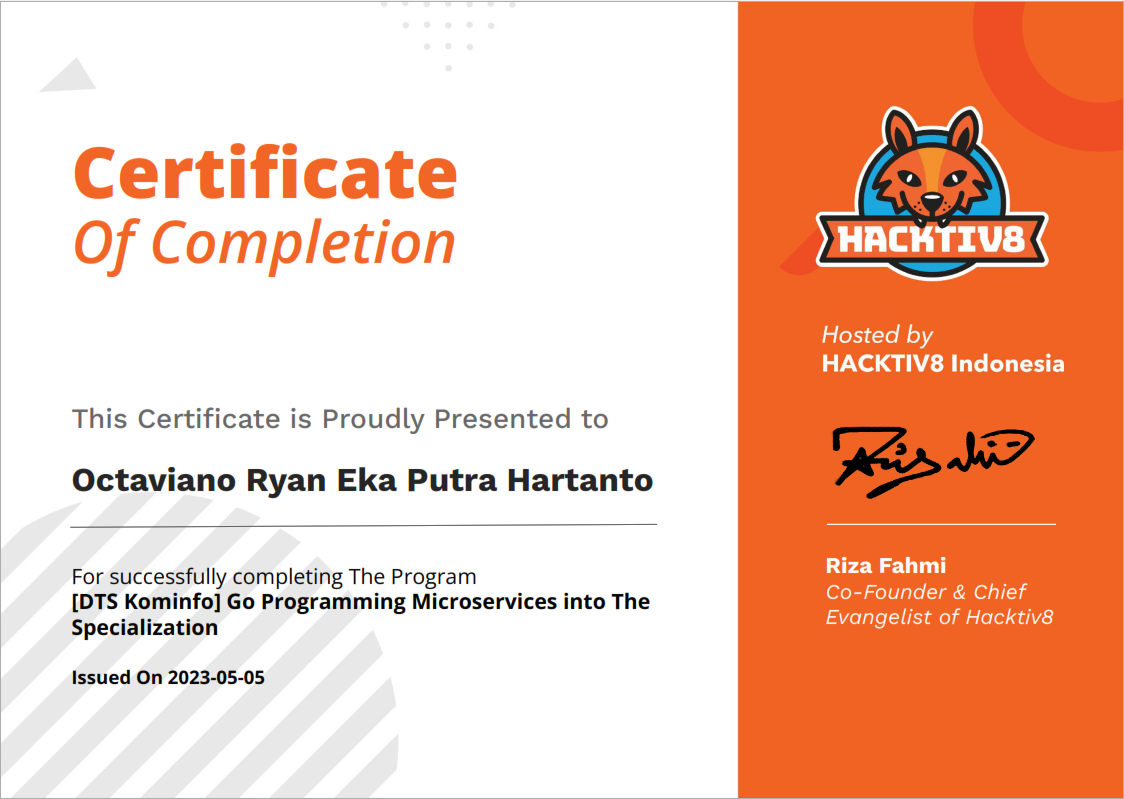 Certificate
Of Completion
This Certificate is Proudly Presented to
Octaviano Ryan Eka Putra Hartanto
For successfully completing The Program
[DTS Kominfo] Go Programming Microservices into The
Specialization
Issued On 2023-05-05
HACKTIV8
Hosted by
HACKTIV8 Indonesia
Riza Fahmi
Co-Founder & Chief
Evangelist of Hacktiv8